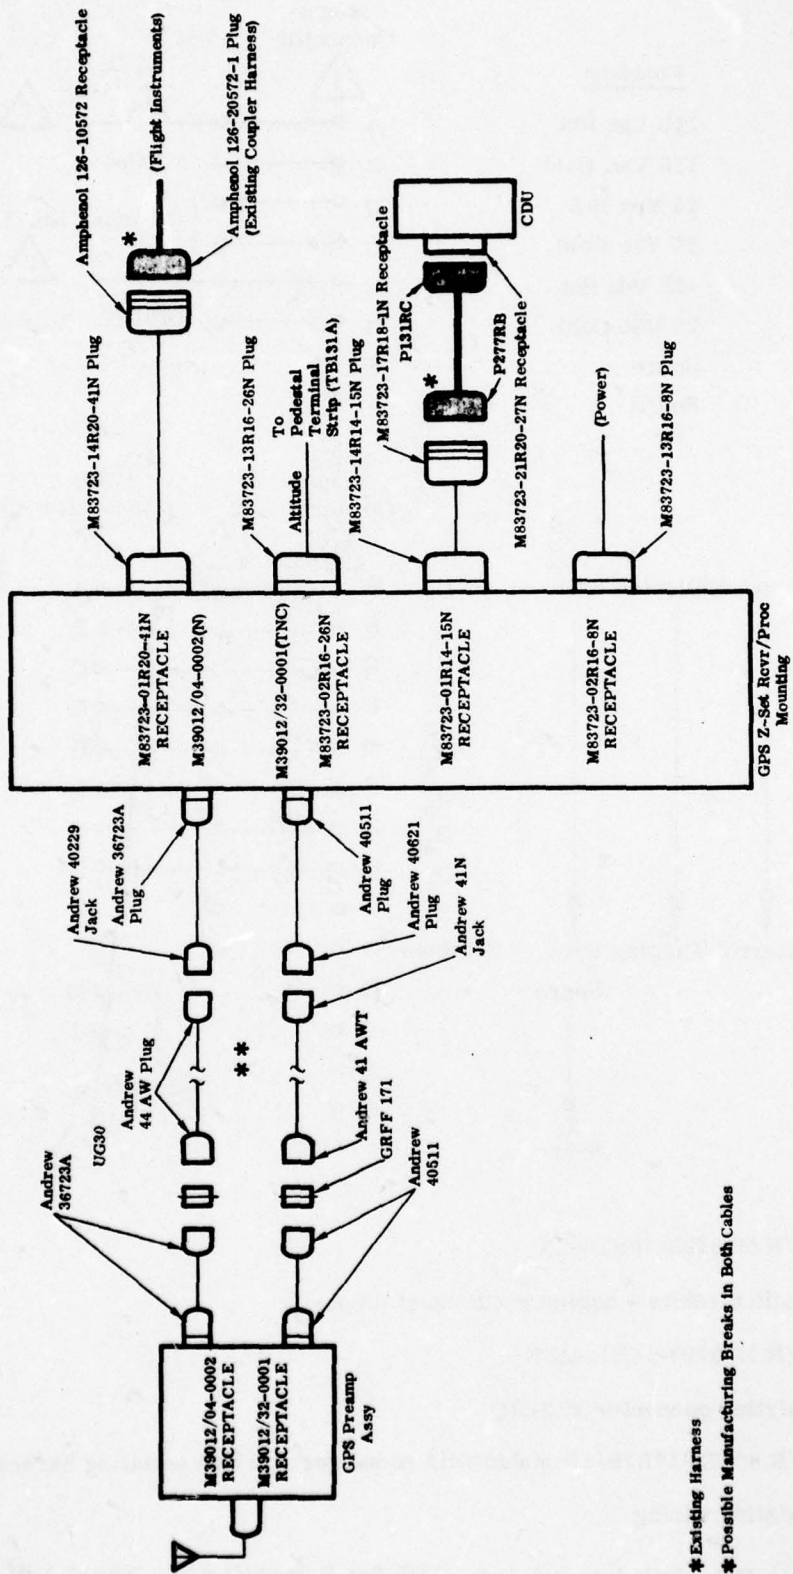 Amphenol 126-10572 Receptacle
(Flight Instruments)
Amphenol 126-20572-1 Plug
(Existing Coupler Harness)
*
M83723-14R20-41N Plug
M83723-13R16-26N Plug
Altitude
To
Pedestal
Terminal
Strip (TB131A)
M83723-14R14-15N Plug
M83723-17R18-1N Receptacle
P131RC
CDU
*
P277RB
M83723-21R20-27N Receptacle
(Power)
M83723-13R16-8N Plug
M83723-01R20-41N
RECEPTACLE
M39012/04-0002(N)
M39012/32-0001(TNC)
M83723-02R16-26N
RECEPTACLE
M83723-01R14-15N
RECEPTACLE
M83723-02R16-8N
RECEPTACLE
GPS Z-Set Rcvr/Proc
Mounting
Andrew 40229
Jack
Andrew 36723A
Plug
Andrew 40511
Plug
Andrew 40621
Plug
Andrew 41N
Jack
Andrew
44 AW Plug
* *
UG30
Andrew
36723A
Andrew 41 AWT
GRFF 171
Andrew
40511
M39012/04-0002
RECEPTACLE
M39012/32-0001
RECEPTACLE
GPS Preamp
Assy
* Existing Harness
* Possible Manufacturing Breaks in Both Cables